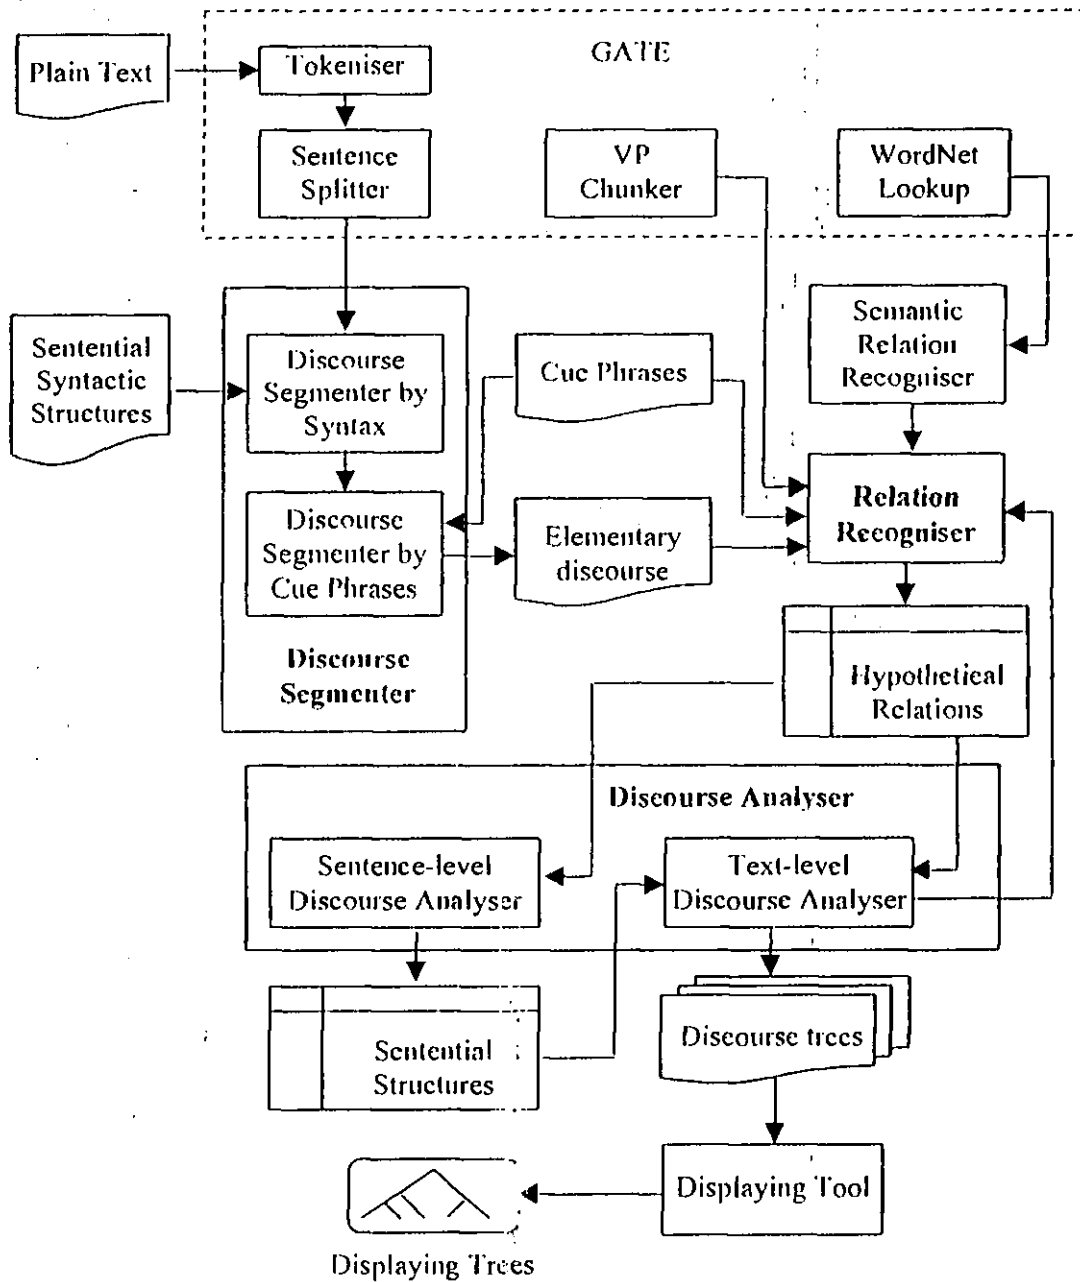 GATE
Plain Text
Tokeniser
Sentence
Splitter
VP
Chunker
WordNet
Lookup
Sentential
Syntactic
Structures
Discourse
Segmenter by
Syntax
Cue Phrases
Semantic
Relation
Recogniser
Discourse
Segmenter by
Cue Phrases
Elementary
discourse
Relation
Recogniser
Discourse
Segmenter
Hypothetical
Relations
Discourse Analyser
Sentence-level
Discourse Analyser
Text-level
Discourse Analyser
Sentential
Structures
Discourse trees
Displaying Tool
Displaying Trees